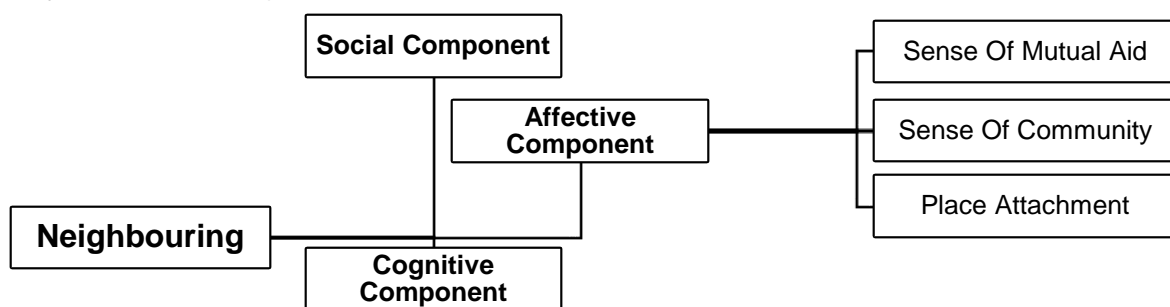 Social Component
Affective
Component
Sense Of Mutual Aid
Sense Of Community
Place Attachment
Neighbouring
Cognitive
Component